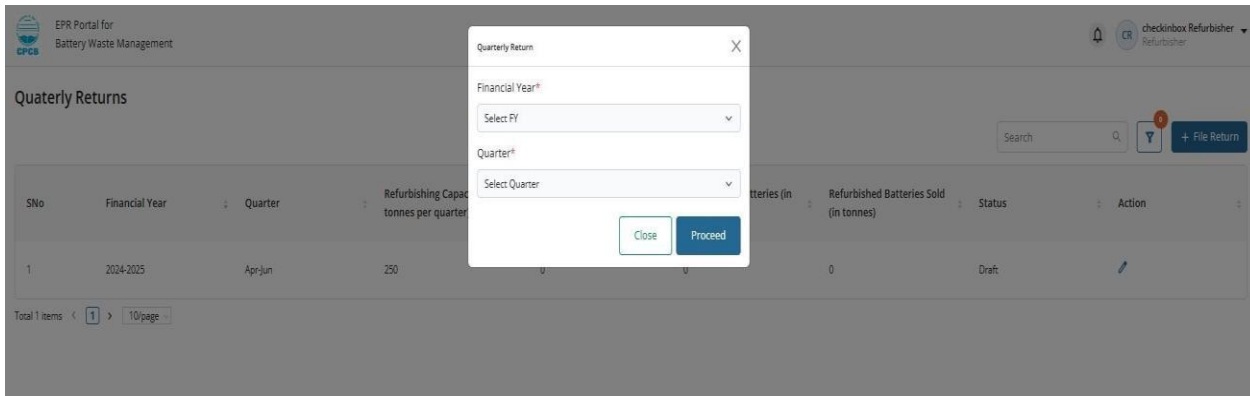 EPR Portal for
Battery Waste Management
CPCB
checkinbox Refurbisher
CR
Refurbisher
Quarterly Return
X
Quaterly Returns
Financial Year*
Select FY
Quarter*
Select Quarter
Close
Proceed
Search
0
+ File Return
SNo
Financial Year
Quarter
Refurbishing Capac
tonnes per quarter
tteries (in
Refurbished Batteries Sold
(in tonnes)
Status
Action
1
2024-2025
Apr-Jun
250
0
0
0
Draft
Total 1 items < 1 > 10/page